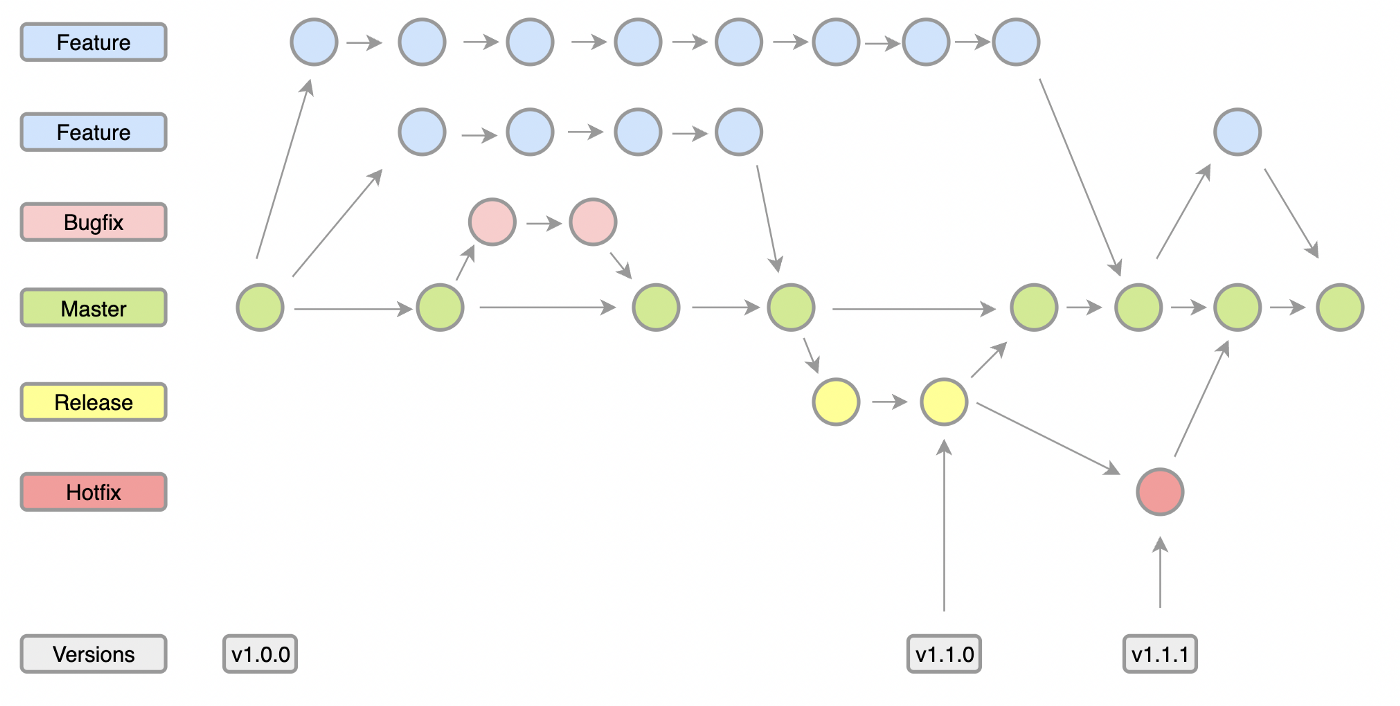 Feature
Feature
Bugfix
Master
Release
Hotfix
Versions
v1.0.0
v1.1.0
v1.1.1